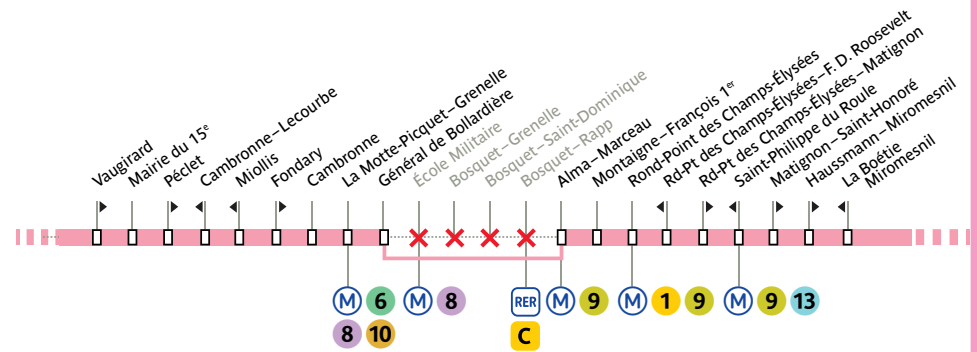 Vaugirard
Mairie du 15e
Péclet
Cambronne–Lecourbe
Miollis
Fondary
Cambronne
La Motte-Picquet–Grenelle
Général de Bollardière
École Militaire
Bosquet–Grenelle
Bosquet–Saint-Dominique
Bosquet–Rapp
Alma–Marceau
Montaigne–François 1er
Rond-Point des Champs-Élysées
Rd-Pt des Champs-Élysées–F. D. Roosevelt
Rd-Pt des Champs-Élysées–Matignon
Saint-Philippe du Roule
Matignon–Saint-Honoré
Haussmann–Miromesnil
La Boétie
Miromesnil
M 6 M 8 RER M 9 M 1 9 M 9 13
8 10 C